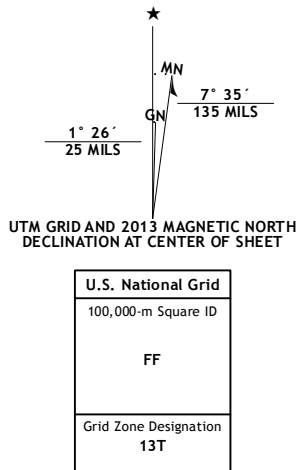 MN
GN
7° 35´
135 MILS
1° 26´
25 MILS
UTM GRID AND 2013 MAGNETIC NORTH
DECLINATION AT CENTER OF SHEET
U.S. National Grid
100,000-m Square ID
FF
Grid Zone Designation
13T